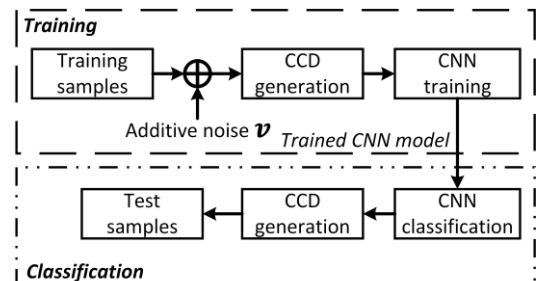 Training
Training
samples
CCD
generation
CNN
training
Additive noise v
Trained CNN model
Test
samples
CCD
generation
CNN
classification
Classification